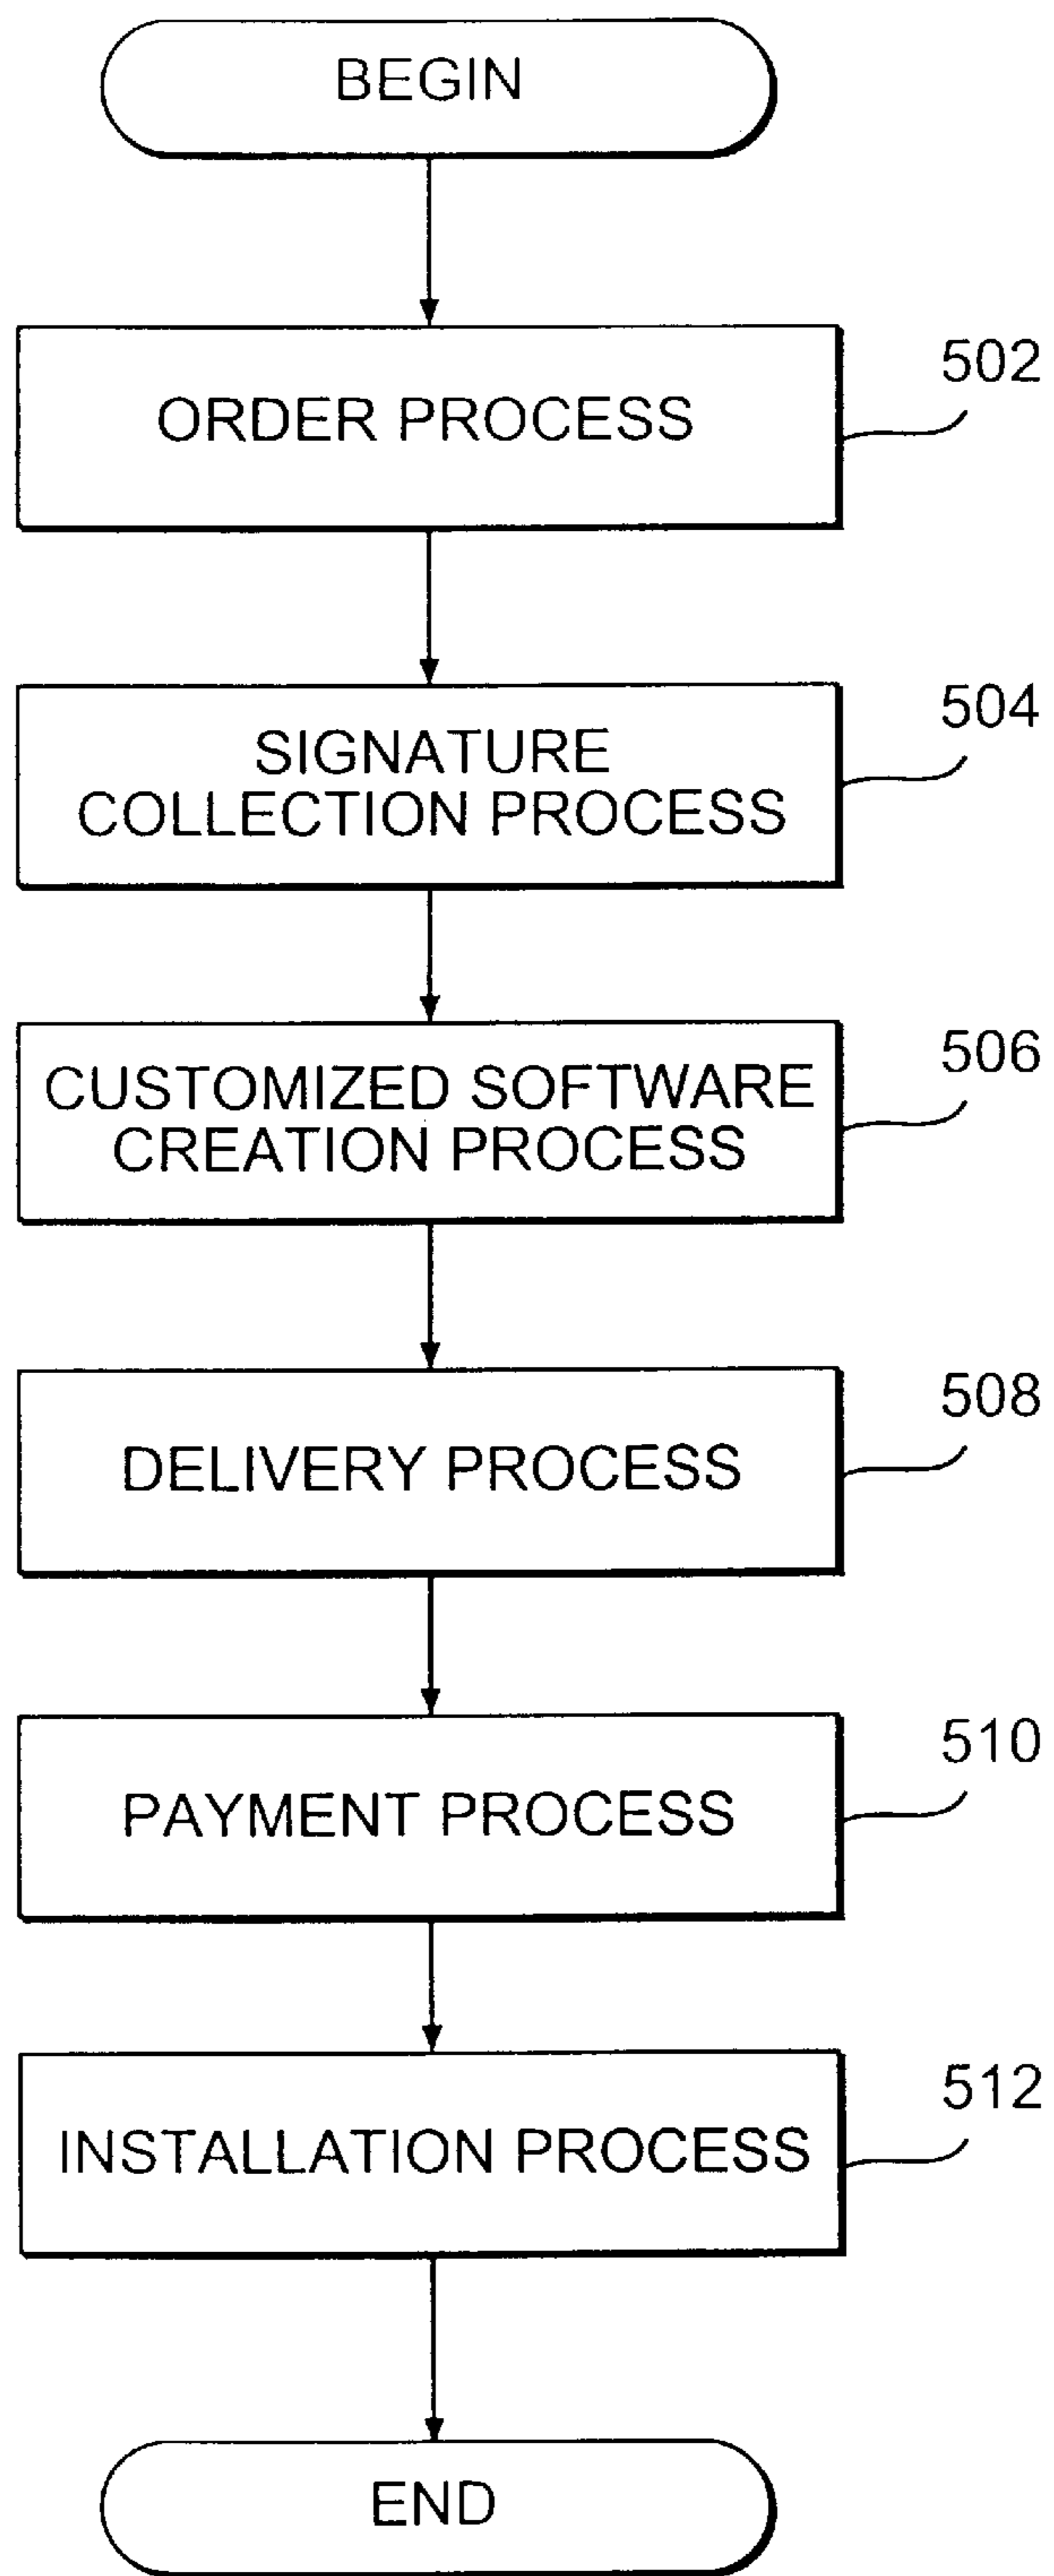 BEGIN
ORDER PROCESS
502
SIGNATURE
COLLECTION PROCESS
504
CUSTOMIZED SOFTWARE
CREATION PROCESS
506
DELIVERY PROCESS
508
PAYMENT PROCESS
510
INSTALLATION PROCESS
512
END